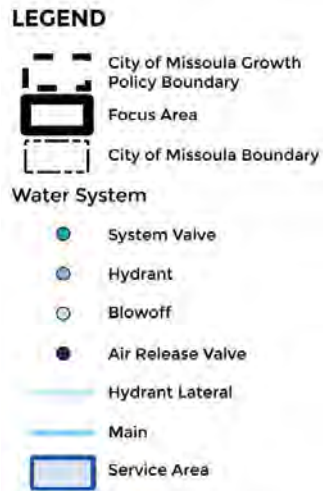 LEGEND
City of Missoula Growth
Policy Boundary
Focus Area
City of Missoula Boundary
Water System
System Valve
Hydrant
Blowoff
Air Release Valve
Hydrant Lateral
Main
Service Area